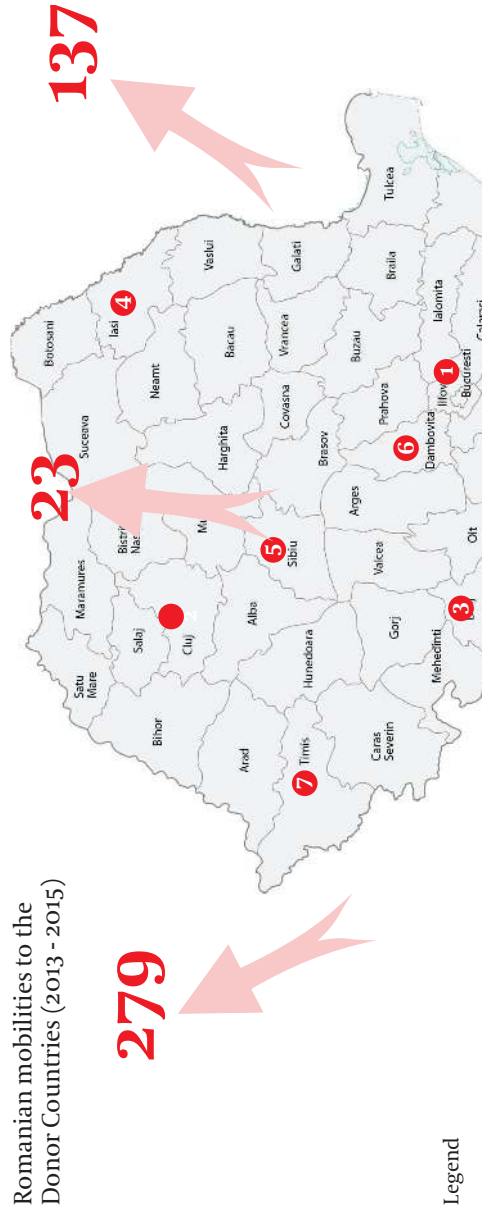 Romanian mobilities to the
Donor Countries (2013 - 2015)
279
23
137
Satu
Mare
Maramures
Suceava
Botosani
Bihor
Salaj
2
Cluj
Iasi
4
Neamt
Arad
Alba
Harghita
Bacau
Vaslui
7
Timis
Hunedoara
5
Sibiu
Brasov
Covasna
Vrancea
Galati
Caras
Severin
Gorj
Valcea
Arges
6
Dambovita
Prahova
Buzau
Braila
Tulcea
Mehedinti
3
Olt
Ilfov
1
Bucuresti
Ialomita
Legend